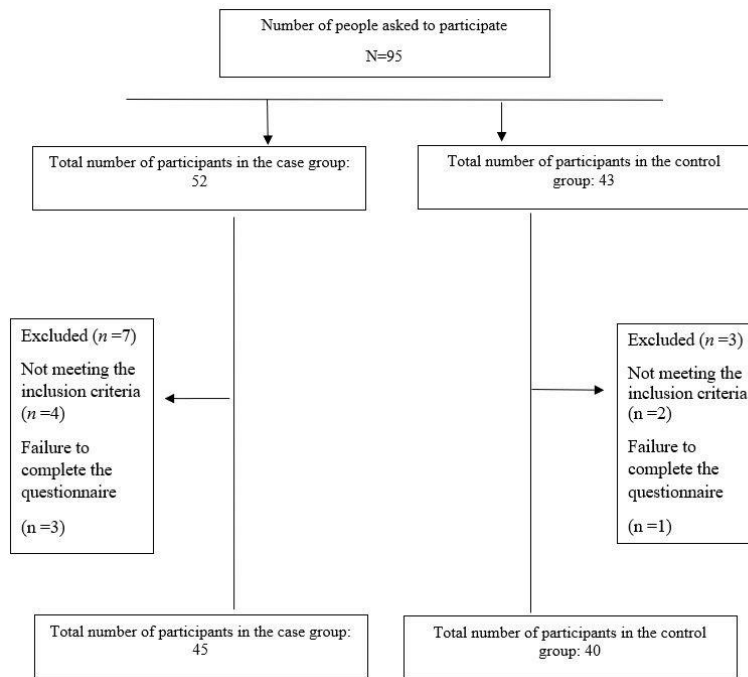 Number of people asked to participate
N=95
Total number of participants in the case group:
52
Total number of participants in the control
group: 43
Excluded (n =7)
Not meeting the
inclusion criteria
(n=4)
Failure to
complete the
questionnaire
(n =3)
Excluded (n =3)
Not meeting the
inclusion criteria
(n =2)
Failure to
complete the
questionnaire
(n =1)
Total number of participants in the case group:
45
Total number of participants in the control
group: 40